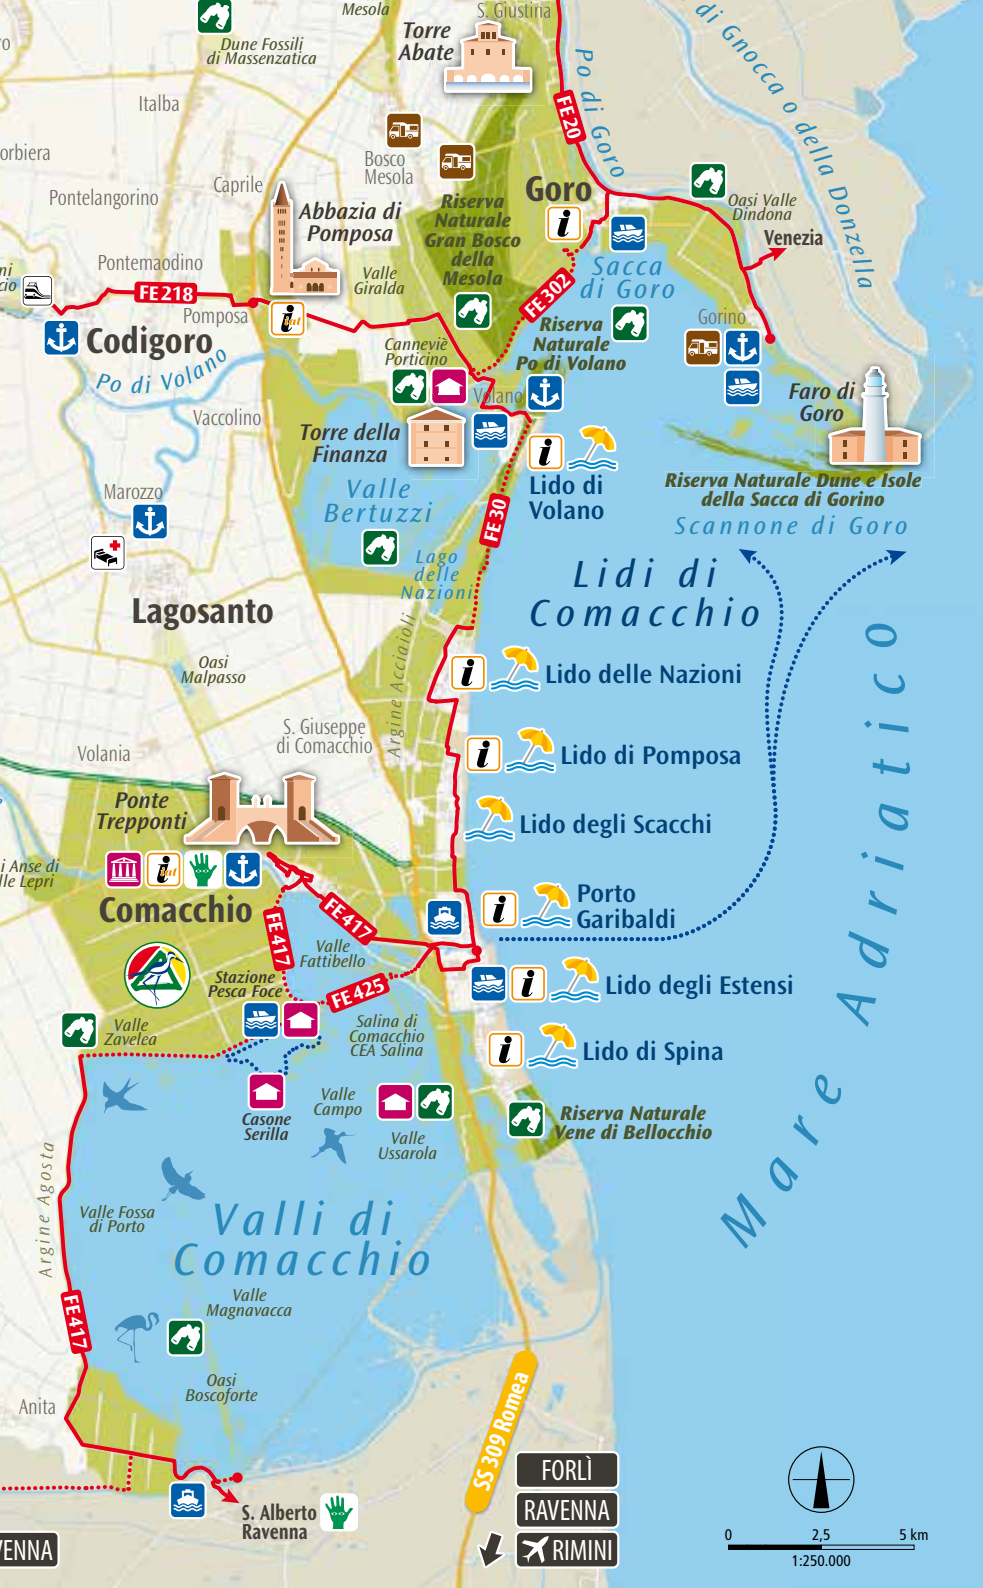 Mesola
S. Giustina
Torre
Abate
Dune Fossili
di Massenzatica
Po di Gnocca o della Donzella
Po di Goro
Italba
FE20
orbiera
Bosco
Mesola
Pontelangorino
Caprile
Goro
i
Oasi Valle
Dindona
Venezia
Abbazia di
Pomposa
Riserva
Naturale
Gran Bosco
della
Mesola
Sacca
di Goro
Pontemaodino
Valle
Giralda
ni
cio
FE218
FE302
Pomposa
iat
Gorino
Codigoro
Canneviè
Porticino
Riserva
Naturale
Po di Volano
Po di Volano
Volano
Faro di
Goro
Vaccolino
Torre della
Finanza
i
Lido di
Volano
Riserva Naturale Dune e Isole
della Sacca di Gorino
Scannone di Goro
Marozzo
Valle
Bertuzzi
FE30
Lago
delle
Nazioni
Lidi di
Comacchio
Lagosanto
Argine Acciaioli
Oasi
Malpasso
i
Lido delle Nazioni
S. Giuseppe
di Comacchio
Volania
i
Lido di Pomposa
Ponte
Trepponti
Lido degli Scacchi
Mare Adriatico
i Anse di
lle Lepri
iat
Comacchio
FE417
FE417
i
Porto
Garibaldi
Valle
Fattibello
Stazione
Pesca Foce
FE425
i
Lido degli Estensi
Valle
Zavelea
Salina di
Comacchio
CEA Salina
i
Lido di Spina
Casone
Serilla
Valle
Campo
Valle
Ussarola
Riserva Naturale
Vene di Bellocchio
Argine Agosta
Valle Fossa
di Porto
Valli di
Comacchio
Valle
Magnavacca
FE417
Oasi
Boscoforte
Anita
SS 309 Romea
FORLÌ
RAVENNA
RIMINI
S. Alberto
Ravenna
VENNA
0 2,5 5 km
1:250.000